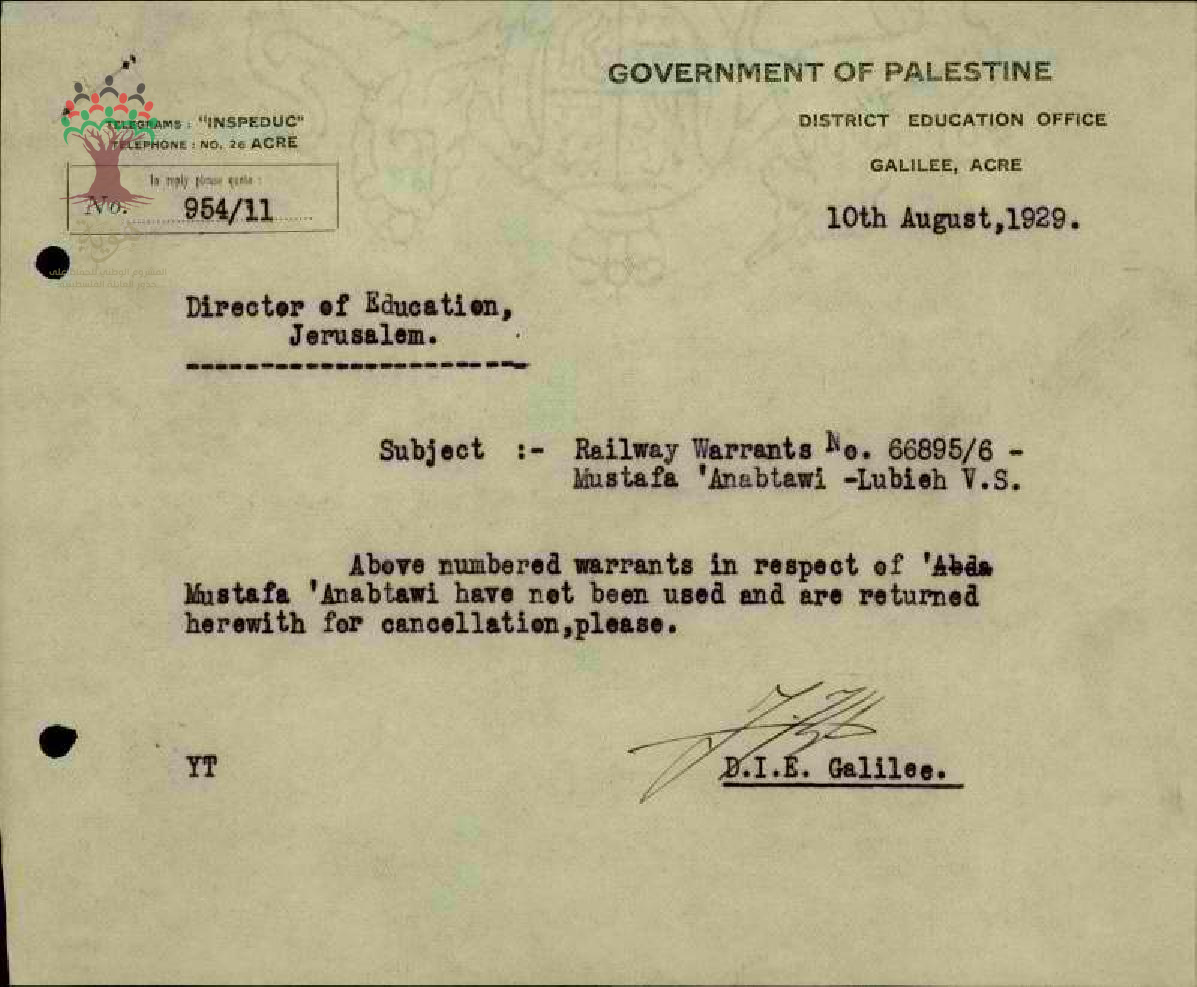 GOVERNMENT OF PALESTINE
TELEGRAMS : "INSPEDUC"
TELEPHONE : NO. 26 ACRE
DISTRICT EDUCATION OFFICE
GALILEE, ACRE
In reply please quote :
No. 954/11
10th August,1929.
Director of Education,
Jerusalem.
Subject :- Railway Warrants No. 66895/6 -
Mustafa 'Anabtawi -Lubieh V.S.
Above numbered warrants in respect of 'Abda
Mustafa 'Anabtawi have not been used and are returned
herewith for cancellation,please.
YT
D.I.E. Galilee.